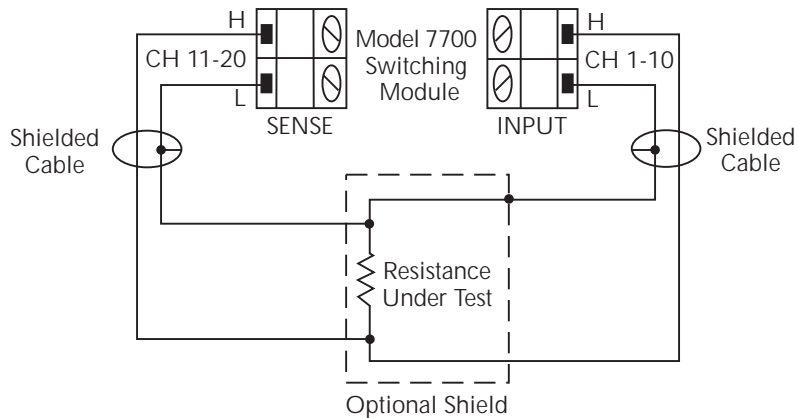 H
CH 11-20
L
SENSE
Model 7700
Switching
Module
H
CH 1-10
L
INPUT
Shielded
Cable
Shielded
Cable
Resistance
Under Test
Optional Shield